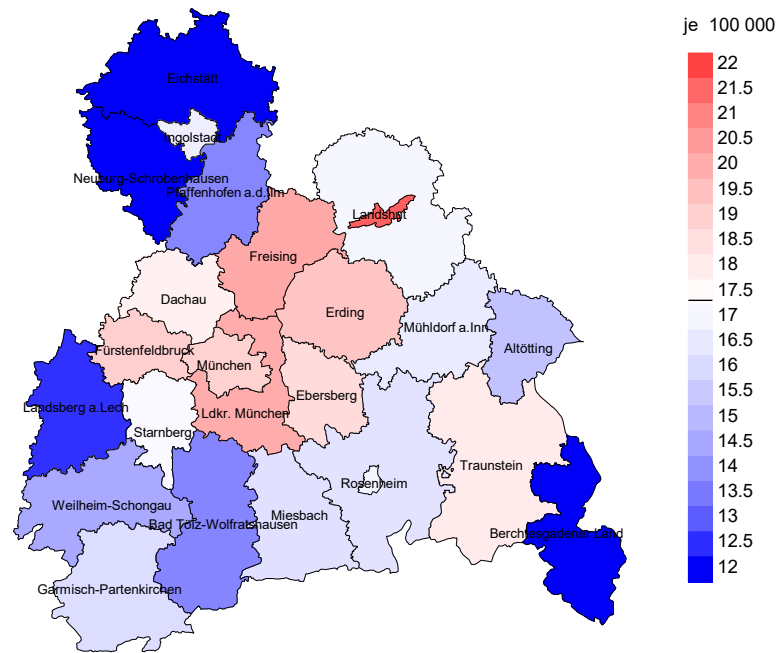 je 100 000
22
21.5
21
20.5
20
19.5
19
18.5
18
17.5
17
16.5
16
15.5
15
14.5
14
13.5
13
12.5
12
Eichstätt
Ingolstadt
Neuburg-Schrobenhausen
Pfaffenhofen a.d.Ilm
Landshut
Freising
Dachau
Erding
Mühldorf a.Inn
Altötting
Fürstenfeldbruck
München
Ebersberg
Landsberg a.Lech
Ldkr. München
Starnberg
Traunstein
Rosenheim
Weilheim-Schongau
Miesbach
Bad Tölz-Wolfratshausen
Berchtesgadener Land
Garmisch-Partenkirchen